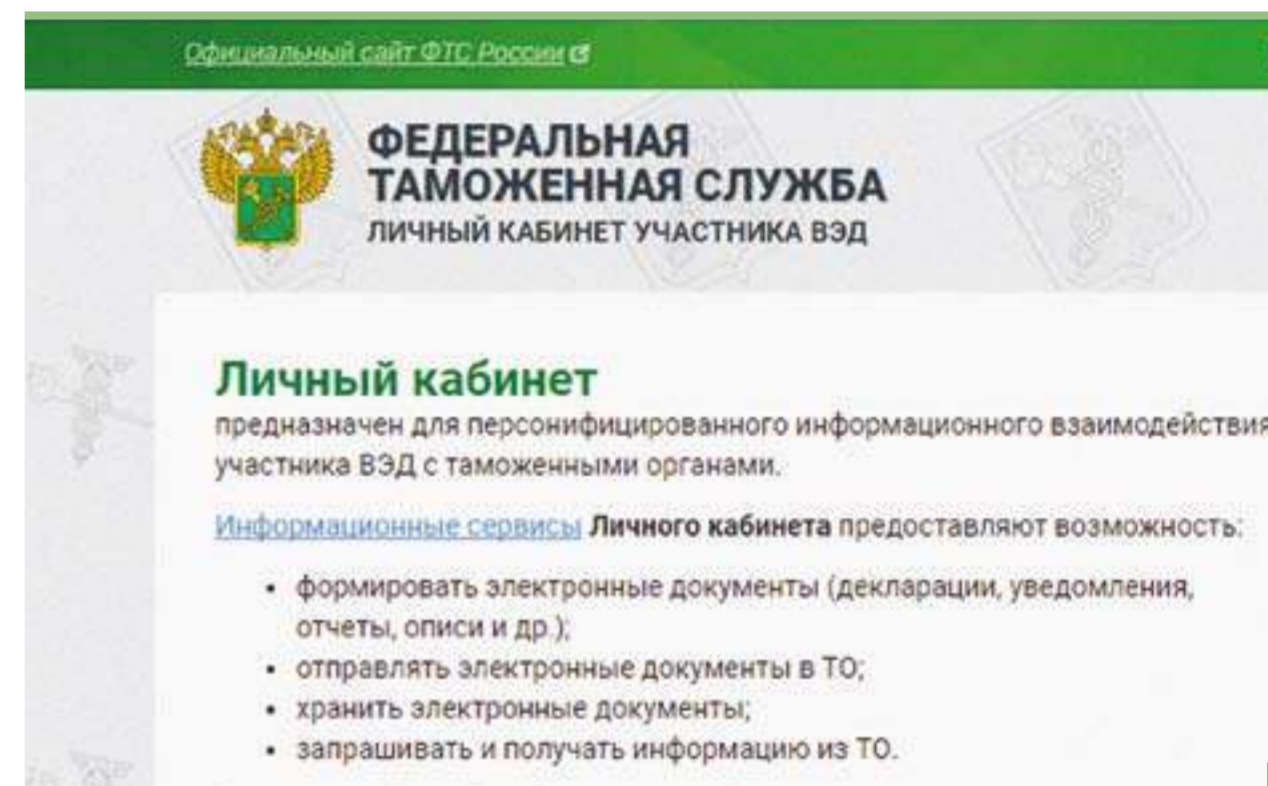 Официальный сайт ФТС России
ФЕДЕРАЛЬНАЯ
ТАМОЖЕННАЯ СЛУЖБА
ЛИЧНЫЙ КАБИНЕТ УЧАСТНИКА ВЭД
Личный кабинет
предназначен для персонифицированного информационного взаимодействия
участника ВЭД с таможенными органами.
Информационные сервисы Личного кабинета предоставляют возможность:
• формировать электронные документы (декларации, уведомления,
отчеты, описи и др.);
• отправлять электронные документы в ТО;
• хранить электронные документы;
• запрашивать и получать информацию из ТО.